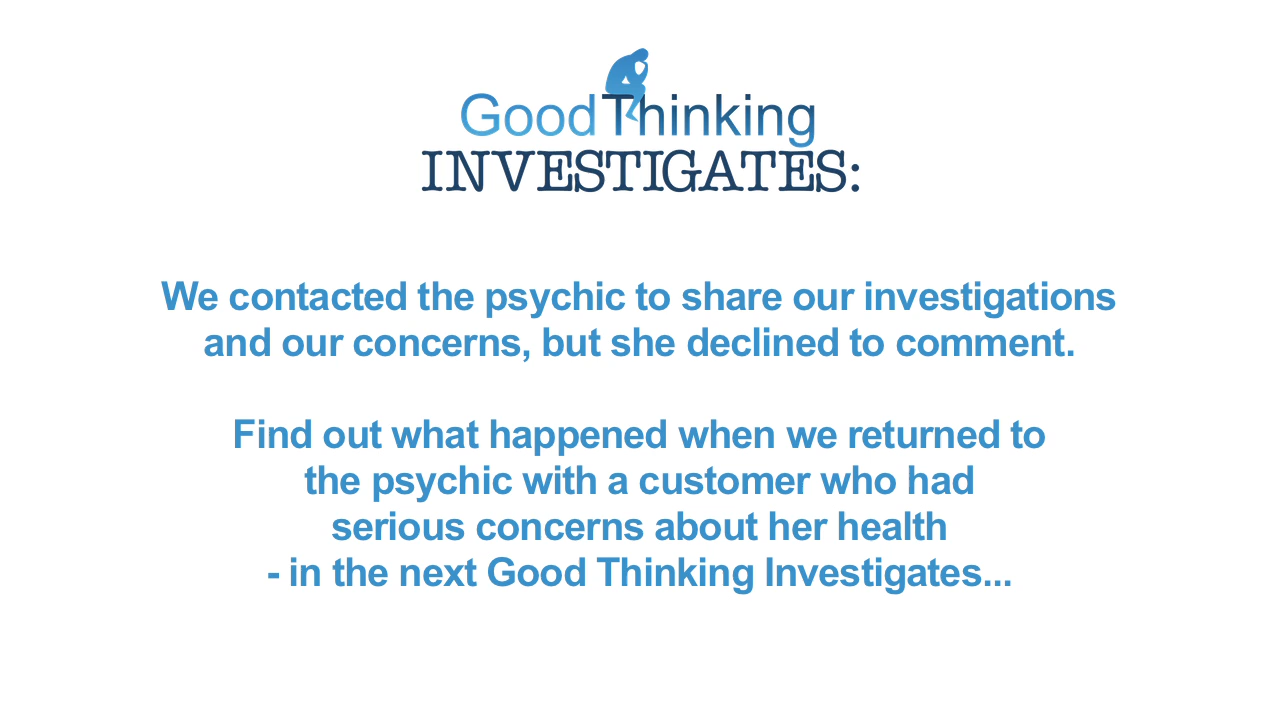 GoodThinking
INVESTIGATES:
We contacted the psychic to share our investigations
and our concerns, but she declined to comment.
Find out what happened when we returned to
the psychic with a customer who had
serious concerns about her health
- in the next Good Thinking Investigates...